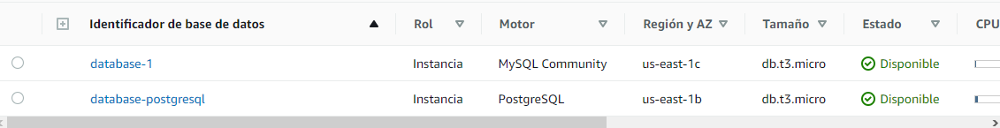 Identificador de base de datos Rol Motor Región y AZ Tamaño Estado CPU
database-1 Instancia MySQL Community us-east-1c db.t3.micro Disponible
database-postgresql Instancia PostgreSQL us-east-1b db.t3.micro Disponible